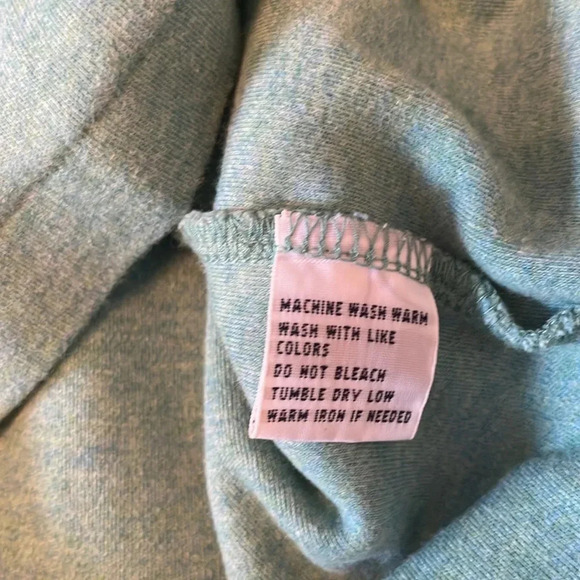 MACHINE WASH WARM
WASH WITH LIKE
COLORS
DO NOT BLEACH
TUMBLE DRY LOW
WARM IRON IF NEEDED